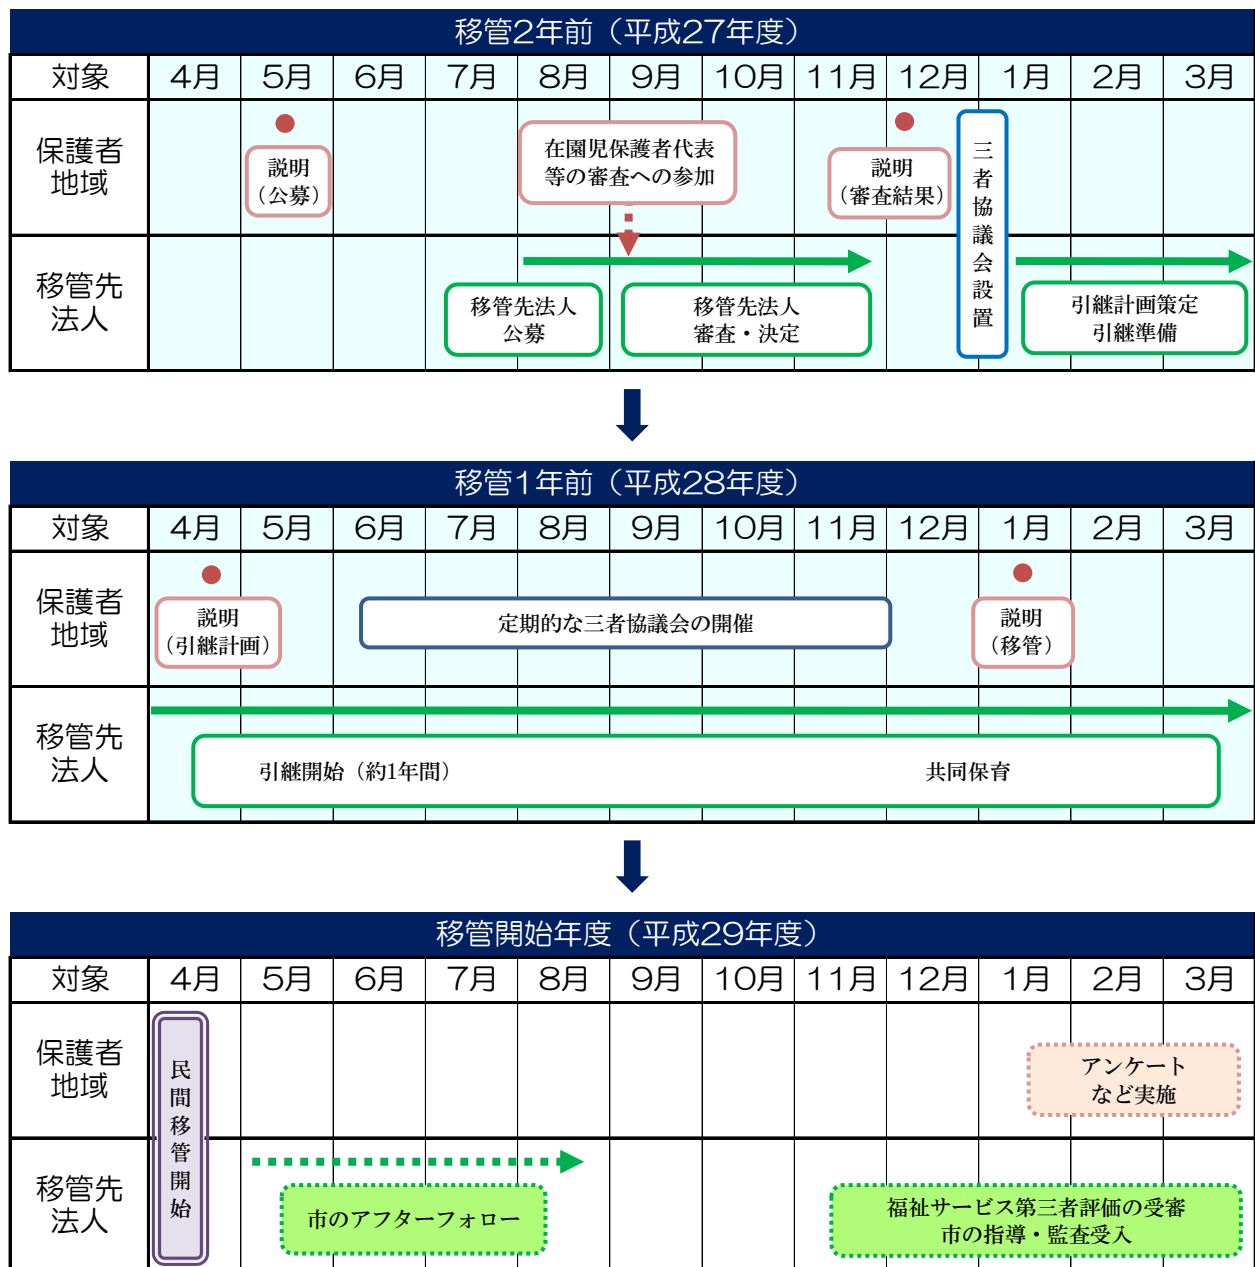 移管2年前（平成27年度）
対象 4月 5月 6月 7月 8月 9月 10月 11月 12月 1月 2月 3月
保護者
地域
説明
（公募）
在園児保護者代表
等の審査への参加
説明
（審査結果）
三者協議会設置
移管先
法人
移管先法人
公募
移管先法人
審査・決定
引継計画策定
引継準備
移管1年前（平成28年度）
対象 4月 5月 6月 7月 8月 9月 10月 11月 12月 1月 2月 3月
保護者
地域
説明
（引継計画）
定期的な三者協議会の開催
説明
（移管）
移管先
法人
引継開始（約1年間）
共同保育
移管開始年度（平成29年度）
対象 4月 5月 6月 7月 8月 9月 10月 11月 12月 1月 2月 3月
保護者
地域
民間移管開始
アンケート
など実施
移管先
法人
市のアフターフォロー
福祉サービス第三者評価の受審
市の指導・監査受入